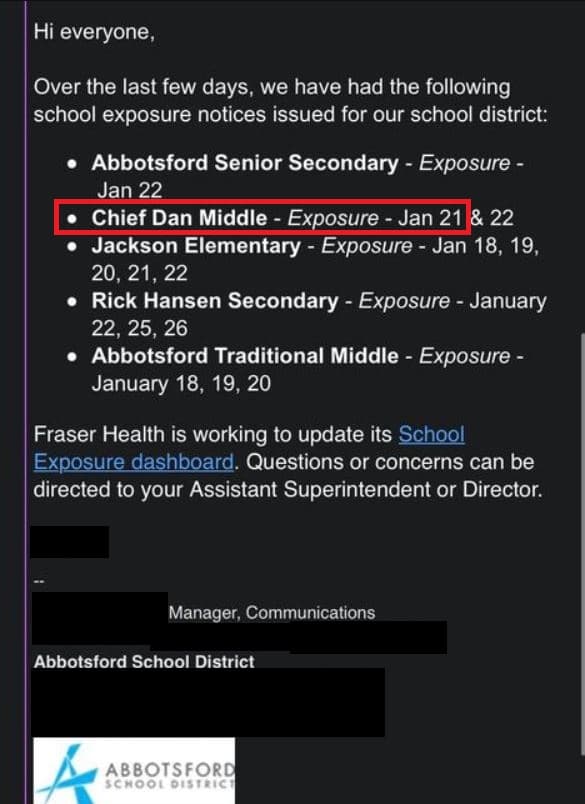 Hi everyone,
Over the last few days, we have had the following
school exposure notices issued for our school district:
• Abbotsford Senior Secondary - Exposure -
Jan 22
• Chief Dan Middle - Exposure - Jan 21 & 22
• Jackson Elementary - Exposure - Jan 18, 19,
20, 21, 22
• Rick Hansen Secondary - Exposure - January
22, 25, 26
• Abbotsford Traditional Middle - Exposure -
January 18, 19, 20
Fraser Health is working to update its School
Exposure dashboard. Questions or concerns can be
directed to your Assistant Superintendent or Director.
--
Manager, Communications
Abbotsford School District
ABBOTSFORD
SCHOOL DISTRICT